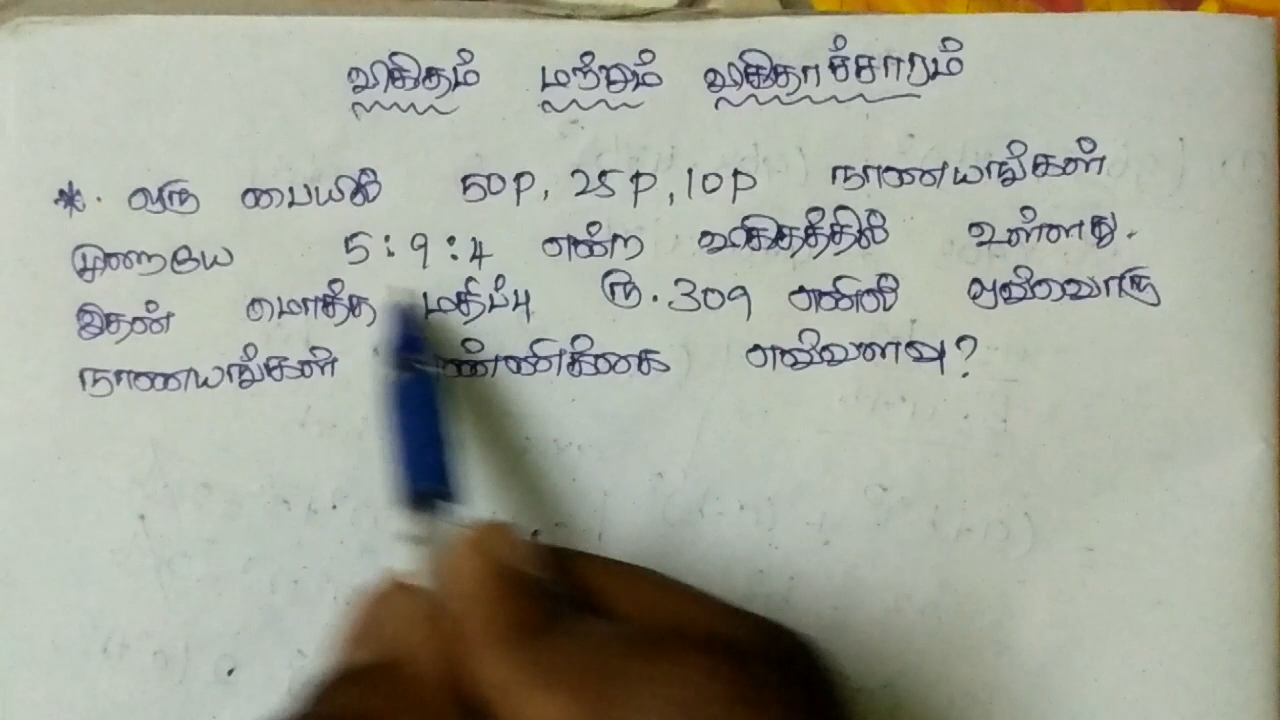 விகிதம் மற்றும் விகிதாச்சாரம்
*. ஒரு பையில் 50P, 25P, 10P நாணயங்கள்
முறையே 5:9:4 என்ற விகிதத்தில் உள்ளது.
இதன் மொத்த மதிப்பு ரூ.309 எனில் ஒவ்வொரு
நாணயங்கள் எண்ணிக்கை எவ்வளவு?